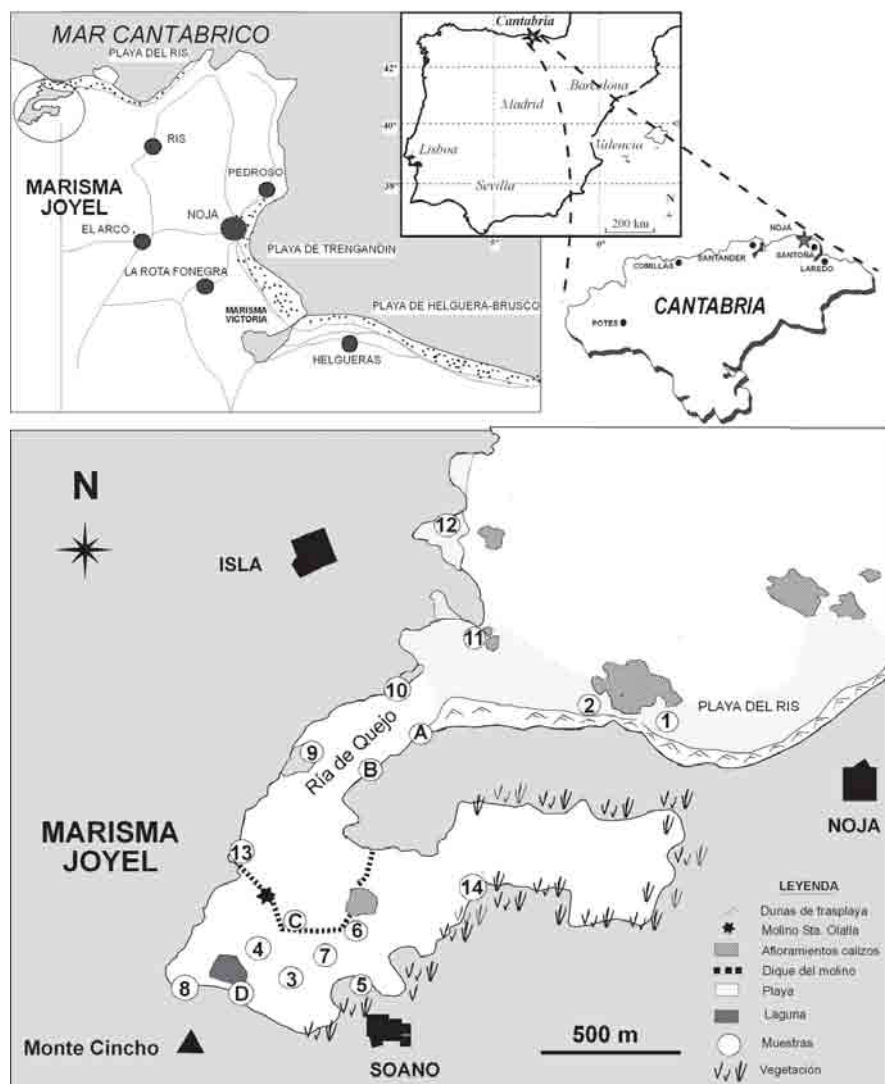 MAR CANTABRICO
PLAYA DEL RIS
RIS
MARISMA
JOYEL
PEDROSO
NOJA
EL ARCO
PLAYA DE TRENGANDIN
LA ROTA FONEGRA
MARISMA
VICTORIA
PLAYA DE HELGUERA-BRUSCO
HELGUERAS
Cantabria
42°
Barcelona
Madrid
40°
Lisboa
Valencia
Sevilla
N
200 km
0°
NOJA
SANTANDER
SANTOÑA
COMILLAS
LAREDO
CANTABRIA
POTES
N
ISLA
12
11
10
2
1
PLAYA DEL RIS
A
Ría de Quejo
9
B
NOJA
MARISMA
JOYEL
13
14
C
6
4
7
3
5
8
D
Monte Cincho
SOANO
500 m
LEYENDA
Dunas de trasplaya
Molino Sta. Olalla
Afloramientos calizos
Dique del molino
Playa
Laguna
Muestras
Vegetación